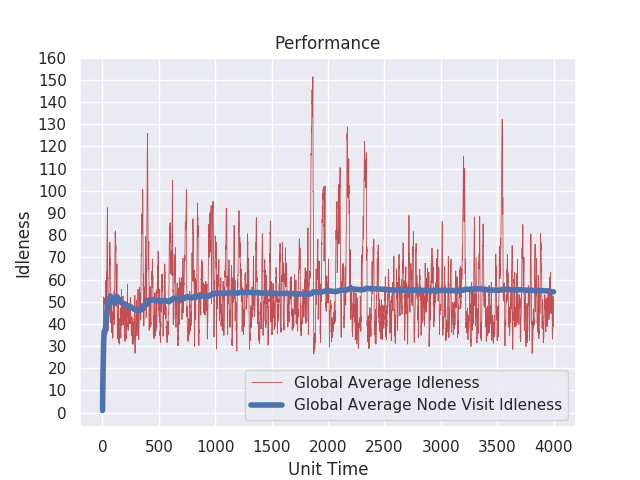 Performance
160
150
140
130
120
110
100
90
80
70
60
50
40
30
20
10
0
Idleness
Global Average Idleness
Global Average Node Visit Idleness
0 500 1000 1500 2000 2500 3000 3500 4000
Unit Time